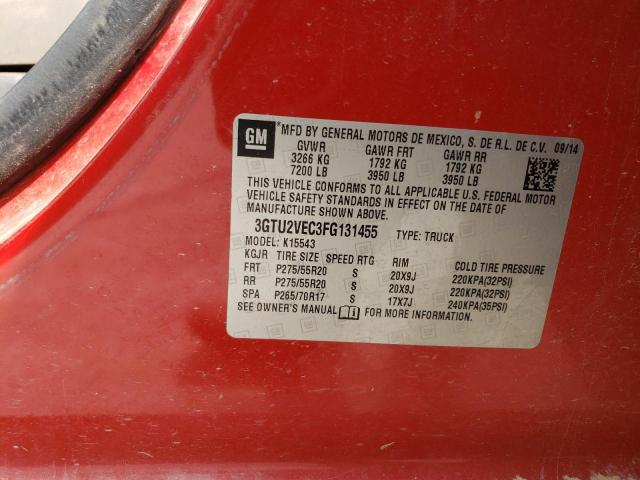 GM *MFD BY GENERAL MOTORS DE MEXICO, S. DE R.L. DE C.V. 09/14
GVWR GAWR FRT GAWR RR
3266 KG 1792 KG 1792 KG
7200 LB 3950 LB 3950 LB
THIS VEHICLE CONFORMS TO ALL APPLICABLE U.S. FEDERAL MOTOR
VEHICLE SAFETY STANDARDS IN EFFECT ON THE DATE OF
MANUFACTURE SHOWN ABOVE.
3GTU2VEC3FG131455 TYPE: TRUCK
MODEL: K15543
KGJR TIRE SIZE SPEED RTG RIM COLD TIRE PRESSURE
FRT P275/55R20 S 20X9J 220KPA(32PSI)
RR P275/55R20 S 20X9J 220KPA(32PSI)
SPA P265/70R17 S 17X7J 240KPA(35PSI)
SEE OWNER'S MANUAL FOR MORE INFORMATION.